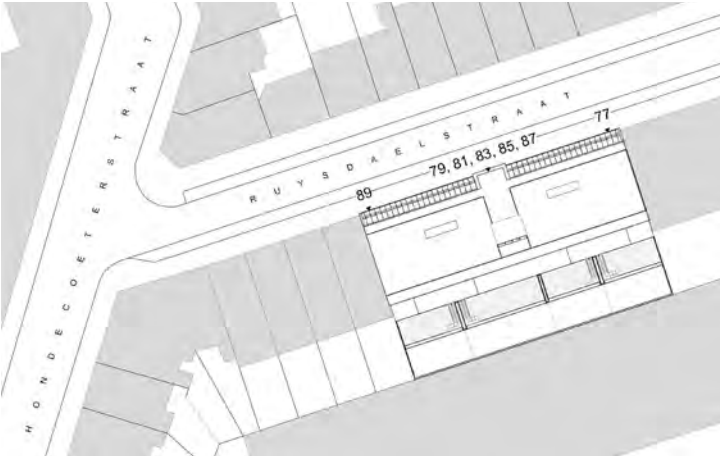 HONDECOETERSTRAAT
RUYSDAELSTRAAT
89
79, 81, 83, 85, 87
77